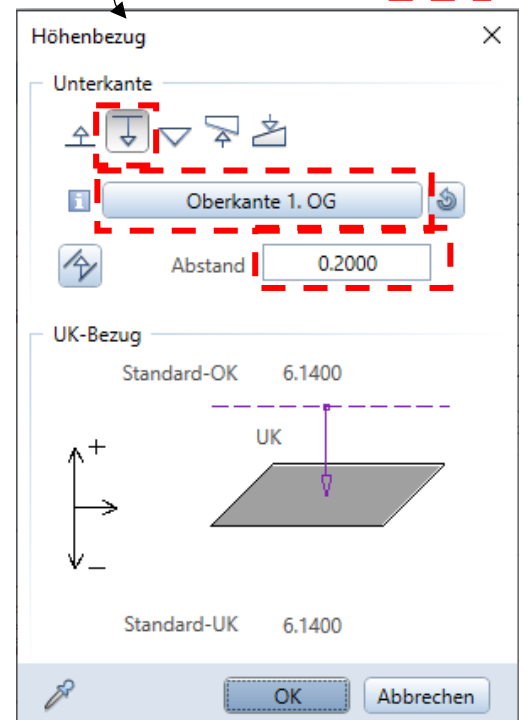 Höhenbezug
Unterkante
Oberkante 1. OG
Abstand 0.2000
UK-Bezug
Standard-OK 6.1400
UK
Standard-UK 6.1400
OK Abbrechen